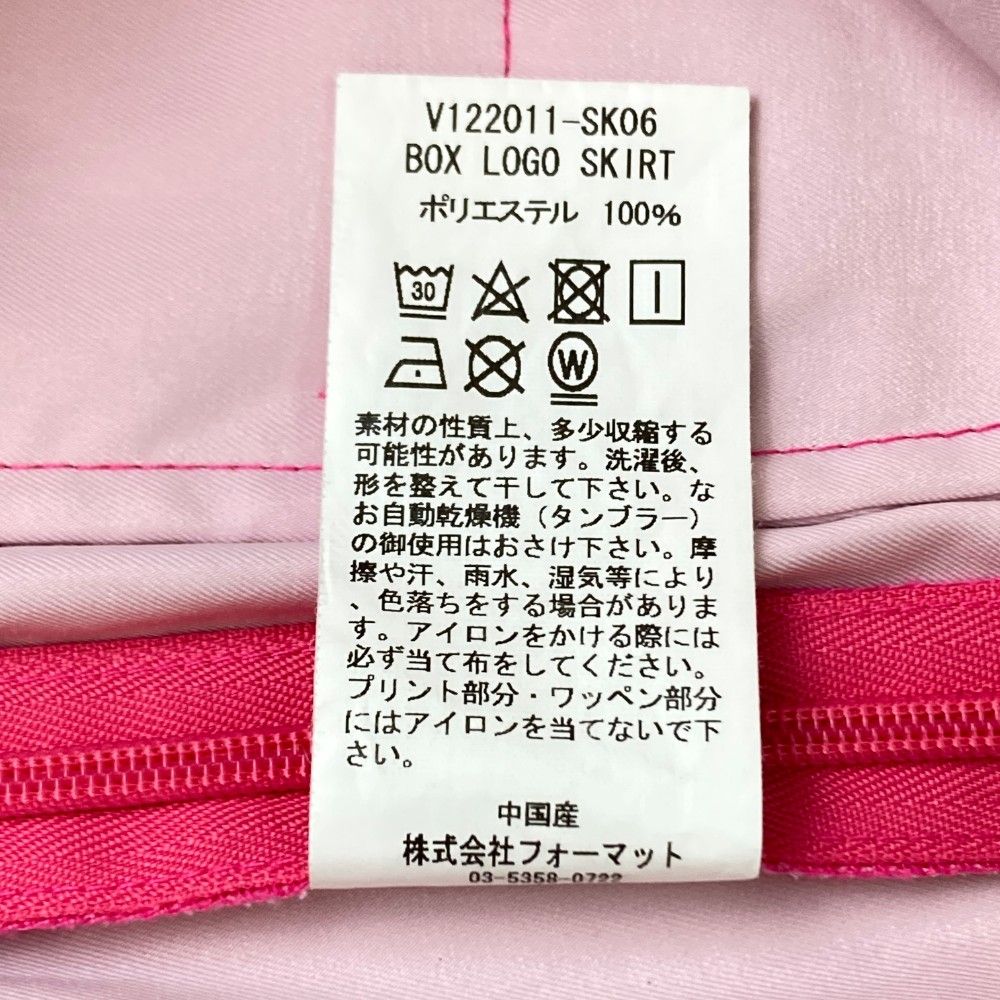 V122011-SK06
BOX LOGO SKIRT
ポリエステル 100%
30
W
素材の性質上、多少収縮する
可能性があります。洗濯後、
形を整えて干して下さい。な
お自動乾燥機（タンブラー）
の御使用はおさけ下さい。摩
擦や汗、雨水、湿気等により
、色落ちをする場合がありま
す。アイロンをかける際には
必ず当て布をしてください。
プリント部分・ワッペン部分
にはアイロンを当てないで下
さい。
中国産
株式会社フォーマット
03-5358-0722